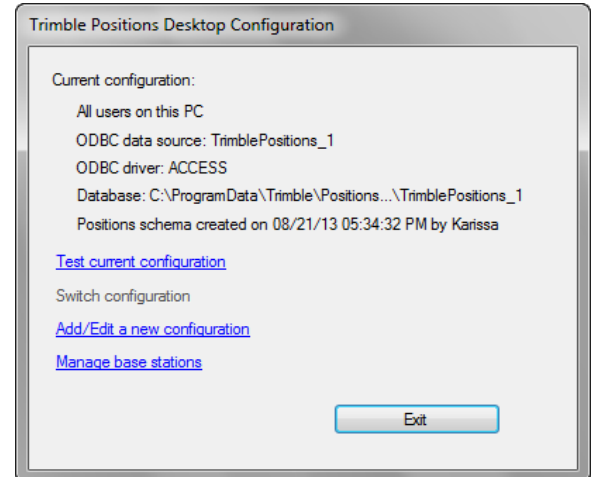 Trimble Positions Desktop Configuration
Current configuration:
All users on this PC
ODBC data source: TrimblePositions_1
ODBC driver: ACCESS
Database: C:\ProgramData\Trimble\Positions...\TrimblePositions_1
Positions schema created on 08/21/13 05:34:32 PM by Karissa
Test current configuration
Switch configuration
Add/Edit a new configuration
Manage base stations
Exit